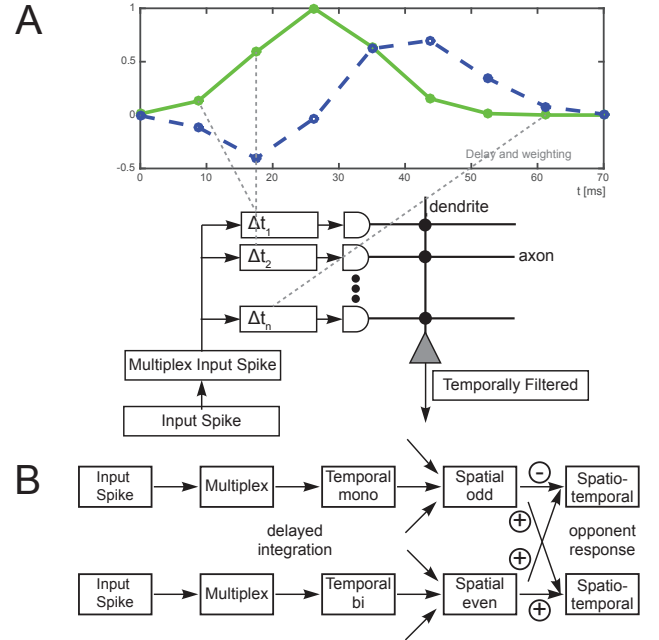 A
1
0.5
0
-0.5
0
10
20
30
40
50
60
70
Delay and weighting
t [ms]
dendrite
Δt1
Δt2
axon
Δtn
Multiplex Input Spike
Temporally Filtered
Input Spike
B
Input
Spike
Multiplex
Temporal
mono
Spatial
odd
-
Spatio-
temporal
delayed
integration
+
+
opponent
response
Input
Spike
Multiplex
Temporal
bi
Spatial
even
+
Spatio-
temporal